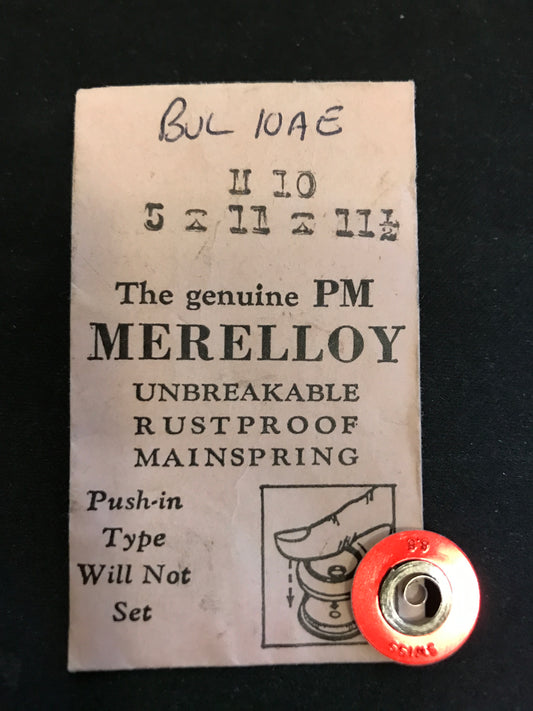 BUL 10AE
H 10
5 x 11 x 11½
The genuine PM
MERELLOY
UNBREAKABLE
RUSTPROOF
MAINSPRING
Push-in
Type
Will Not
Set
SWISS